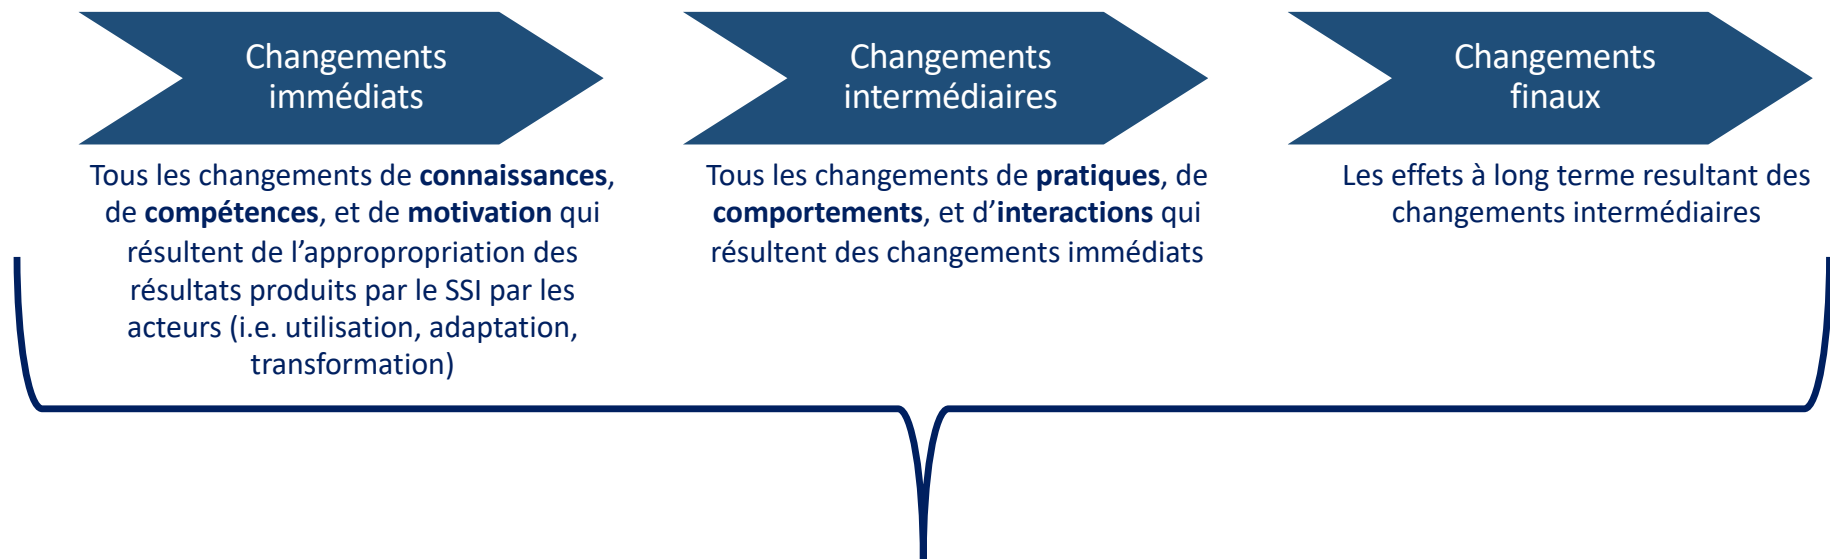 Changements
immédiats
Tous les changements de connaissances,
de compétences, et de motivation qui
résultent de l’appropropriation des
résultats produits par le SSI par les
acteurs (i.e. utilisation, adaptation,
transformation)
Changements
intermédiaires
Tous les changements de pratiques, de
comportements, et d’interactions qui
résultent des changements immédiats
Changements
finaux
Les effets à long terme resultant des
changements intermédiaires